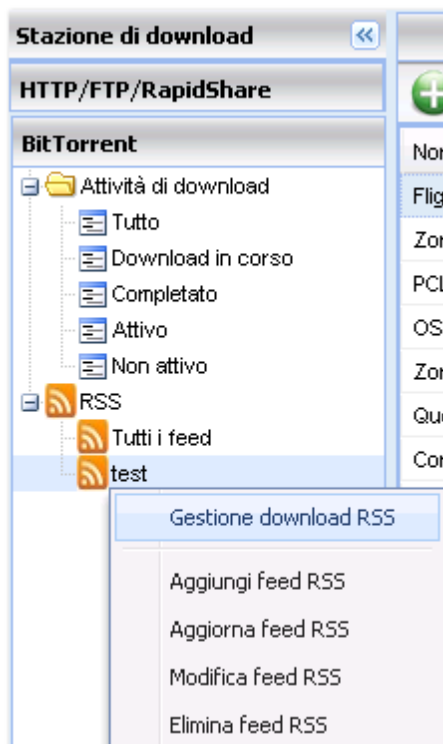 Stazione di download
HTTP/FTP/RapidShare
BitTorrent
Attività di download
Tutto
Download in corso
Completato
Attivo
Non attivo
RSS
Tutti i feed
test
Gestione download RSS
Aggiungi feed RSS
Aggiorna feed RSS
Modifica feed RSS
Elimina feed RSS